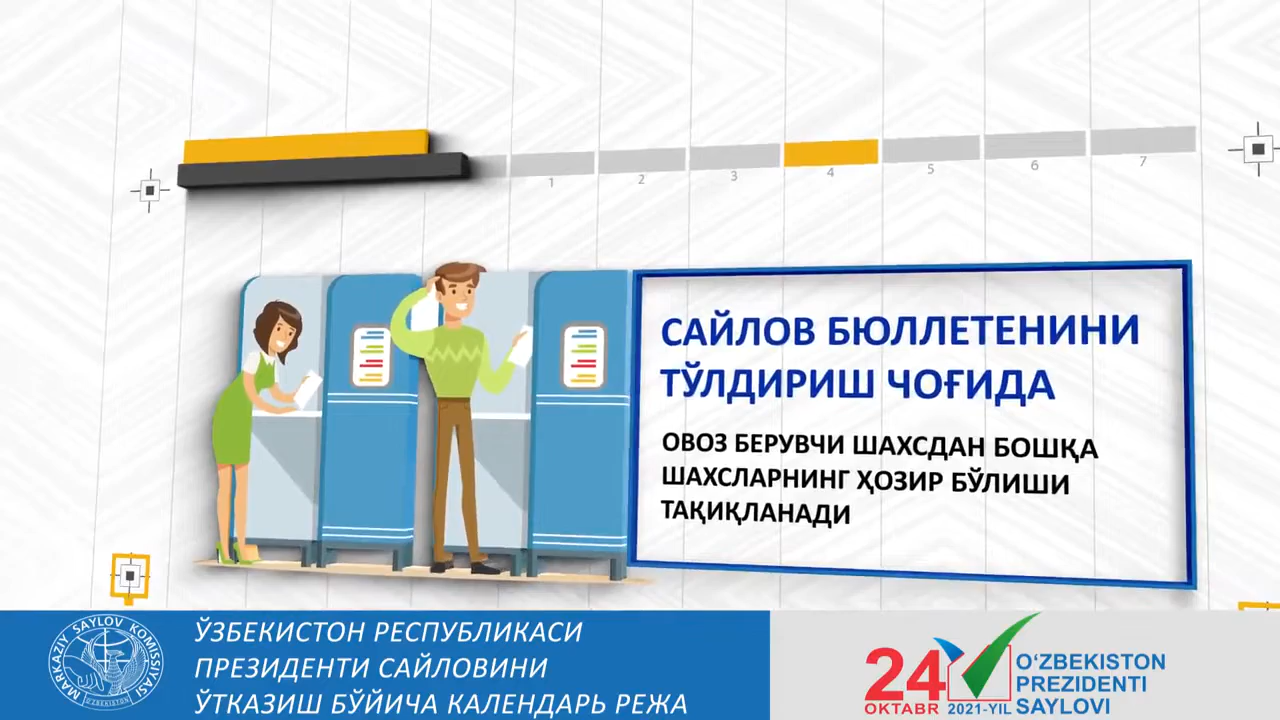 1 2 3 4 5 6 7
САЙЛОВ БЮЛЛЕТЕНИНИ
ТЎЛДИРИШ ЧОҒИДА
ОВОЗ БЕРУВЧИ ШАХСДАН БОШҚА
ШАХСЛАРНИНГ ҲОЗИР БЎЛИШИ
ТАҚИҚЛАНАДИ
MARKAZIY SAYLOV KOMISSIYASI
O‘ZBEKISTON
ЎЗБЕКИСТОН РЕСПУБЛИКАСИ
ПРЕЗИДЕНТИ САЙЛОВИНИ
ЎТКАЗИШ БЎЙИЧА КАЛЕНДАРЬ РЕЖА
24
OKTABR
2021-YIL
O‘ZBEKISTON
PREZIDENTI
SAYLOVI